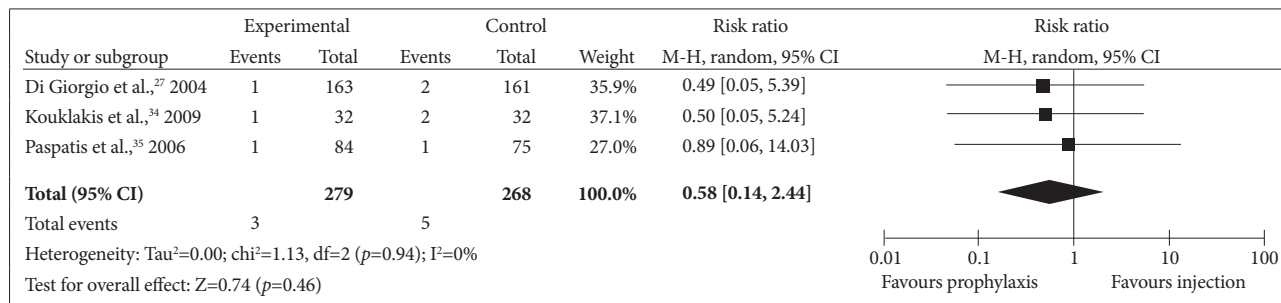 Experimental Control Risk ratio Risk ratio
Study or subgroup Events Total Events Total Weight M-H, random, 95% CI M-H, random, 95% CI
Di Giorgio et al.,²⁷ 2004 1 163 2 161 35.9% 0.49 [0.05, 5.39]
Kouklakis et al.,³⁴ 2009 1 32 2 32 37.1% 0.50 [0.05, 5.24]
Paspatis et al.,³⁵ 2006 1 84 1 75 27.0% 0.89 [0.06, 14.03]
Total (95% CI) 279 268 100.0% 0.58 [0.14, 2.44]
Total events 3 5
Heterogeneity: Tau²=0.00; chi²=1.13, df=2 (p=0.94); I²=0%
0.01 0.1 1 10 100
Test for overall effect: Z=0.74 (p=0.46)
Favours prophylaxis Favours injection